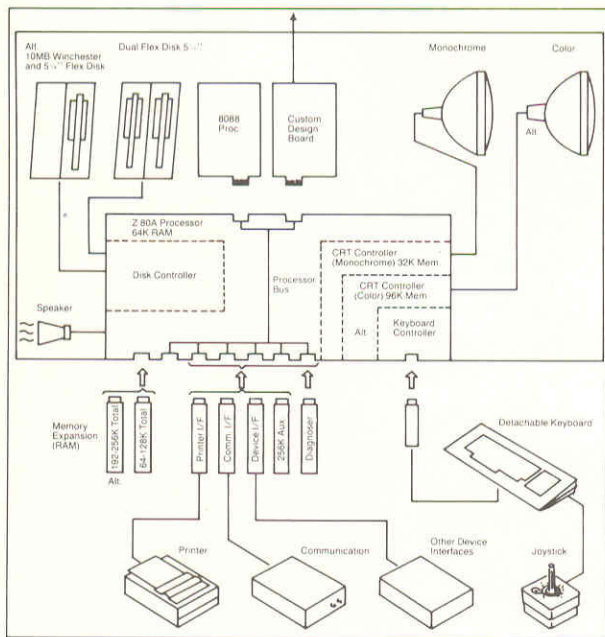 Alt.
10MB Winchester
and 5¼" Flex Disk
Dual Flex Disk 5¼"
Monochrome
Color
8088
Proc.
Custom
Design
Board
Alt.
Z 80A Processor
64K RAM
Disk Controller
Processor
Bus
CRT Controller
(Monochrome) 32K Mem
CRT Controller
(Color) 96K Mem
Alt.
Keyboard
Controller
Speaker
Memory
Expansion
(RAM)
192-256K Total
64-128K Total
Alt.
Printer I/F
Comm. I/F
Device I/F
256K Aux.
Diagnoser
Detachable Keyboard
Printer
Communication
Other Device
Interfaces
Joystick